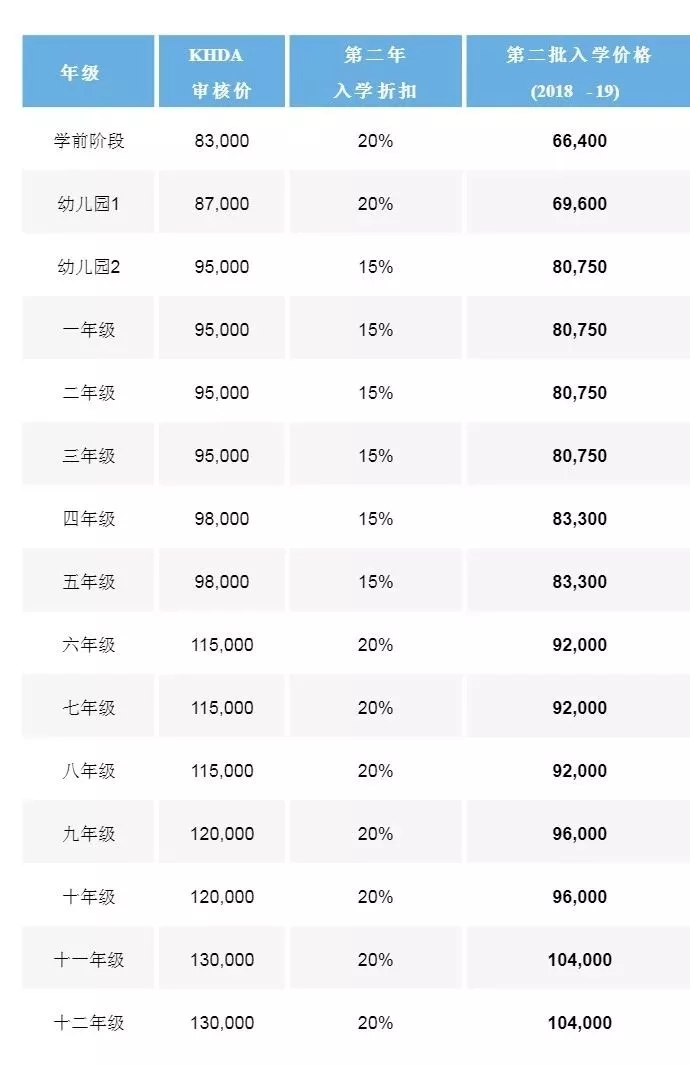 年级 KHDA 审核价 第二年 入学折扣 第二批入学价格 (2018 -19)
学前阶段 83,000 20% 66,400
幼儿园1 87,000 20% 69,600
幼儿园2 95,000 15% 80,750
一年级 95,000 15% 80,750
二年级 95,000 15% 80,750
三年级 95,000 15% 80,750
四年级 98,000 15% 83,300
五年级 98,000 15% 83,300
六年级 115,000 20% 92,000
七年级 115,000 20% 92,000
八年级 115,000 20% 92,000
九年级 120,000 20% 96,000
十年级 120,000 20% 96,000
十一年级 130,000 20% 104,000
十二年级 130,000 20% 104,000